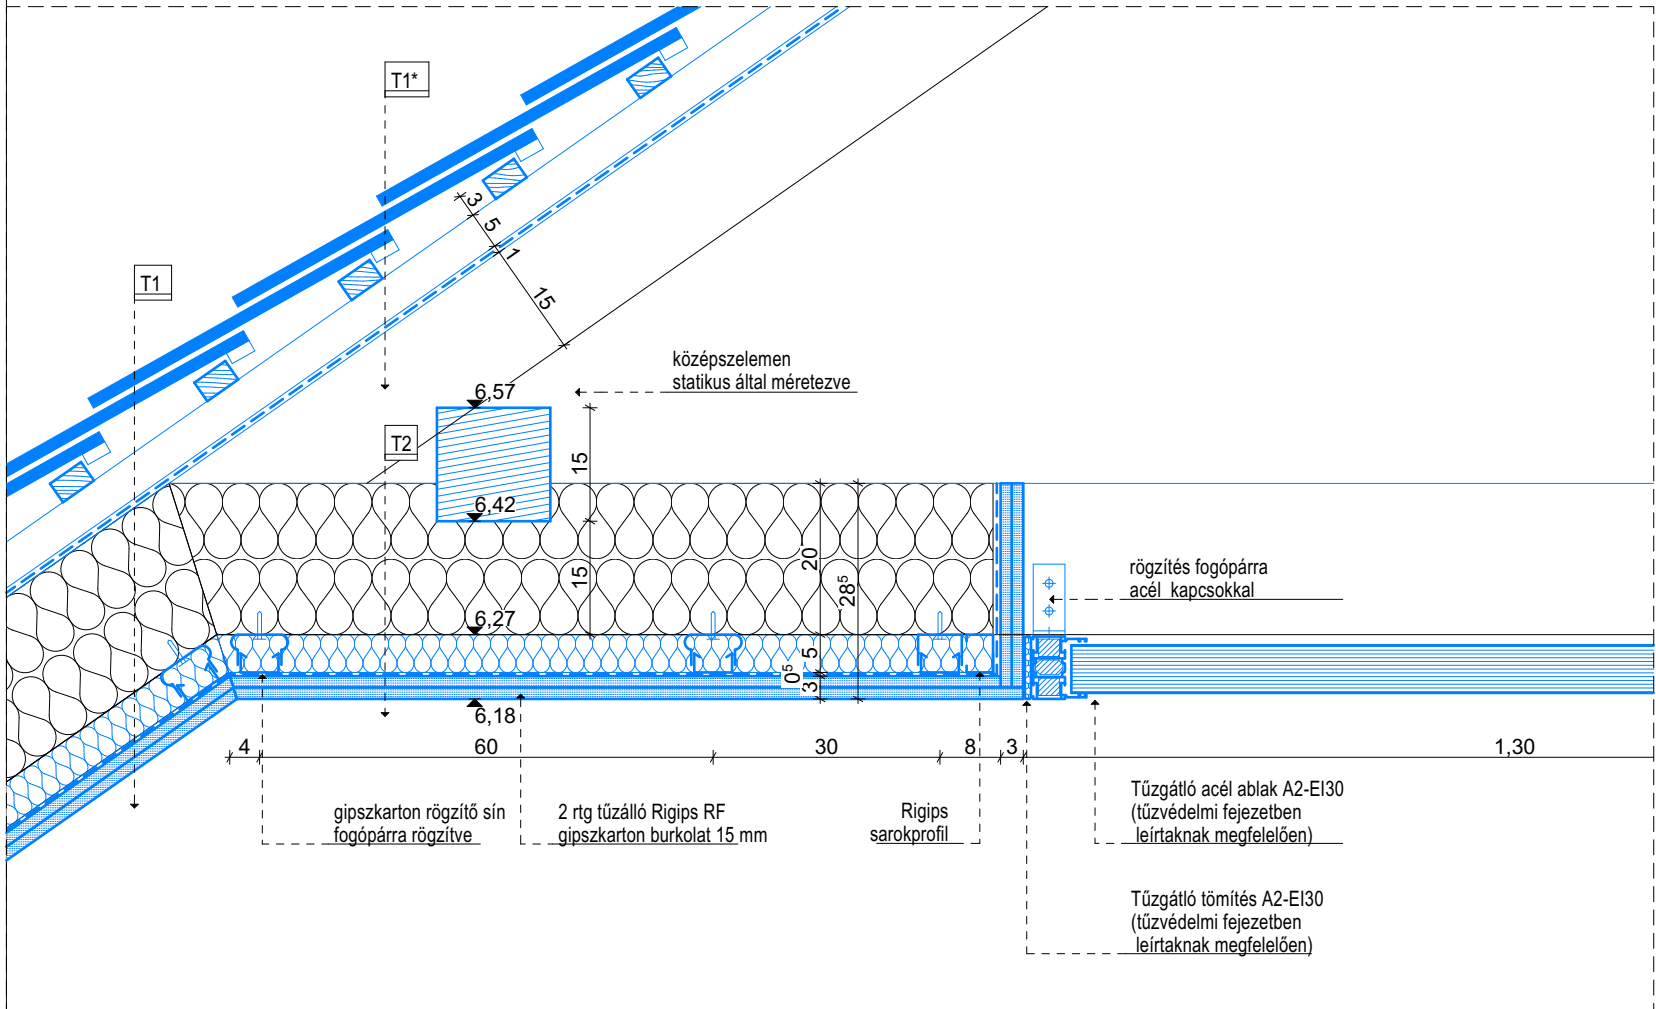 T1*
3
5
1
15
T1
középszelemen
statikus által méretezve
6,57
T2
15
6,42
20
28⁵
15
rögzítés fogópárra
acél kapcsokkal
6,27
5
0⁵
3
6,18
4
60
30
8
3
1,30
gipszkarton rögzítő sín
fogópárra rögzítve
2 rtg tűzálló Rigips RF
gipszkarton burkolat 15 mm
Rigips
sarokprofil
Tűzgátló acél ablak A2-EI30
(tűzvédelmi fejezetben
leírtaknak megfelelően)
Tűzgátló tömítés A2-EI30
(tűzvédelmi fejezetben
leírtaknak megfelelően)